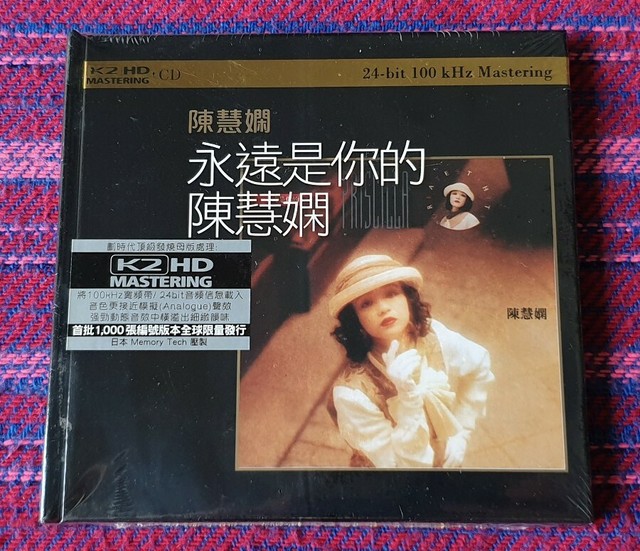 K2 HD
MASTERING + CD
24-bit 100 kHz Mastering
陳慧嫻
永遠是你的
陳慧嫻
PRISCILLA
陳慧嫻
劃時代頂級發燒母版處理:
K2 HD
MASTERING
將100kHz寬頻帶/24bit音頻信息載入
音色更接近模擬(Analogue)聲效
強勁動態音效中橫溢出細緻韻味
首批1,000張編號版本全球限量發行
日本 Memory Tech 壓製